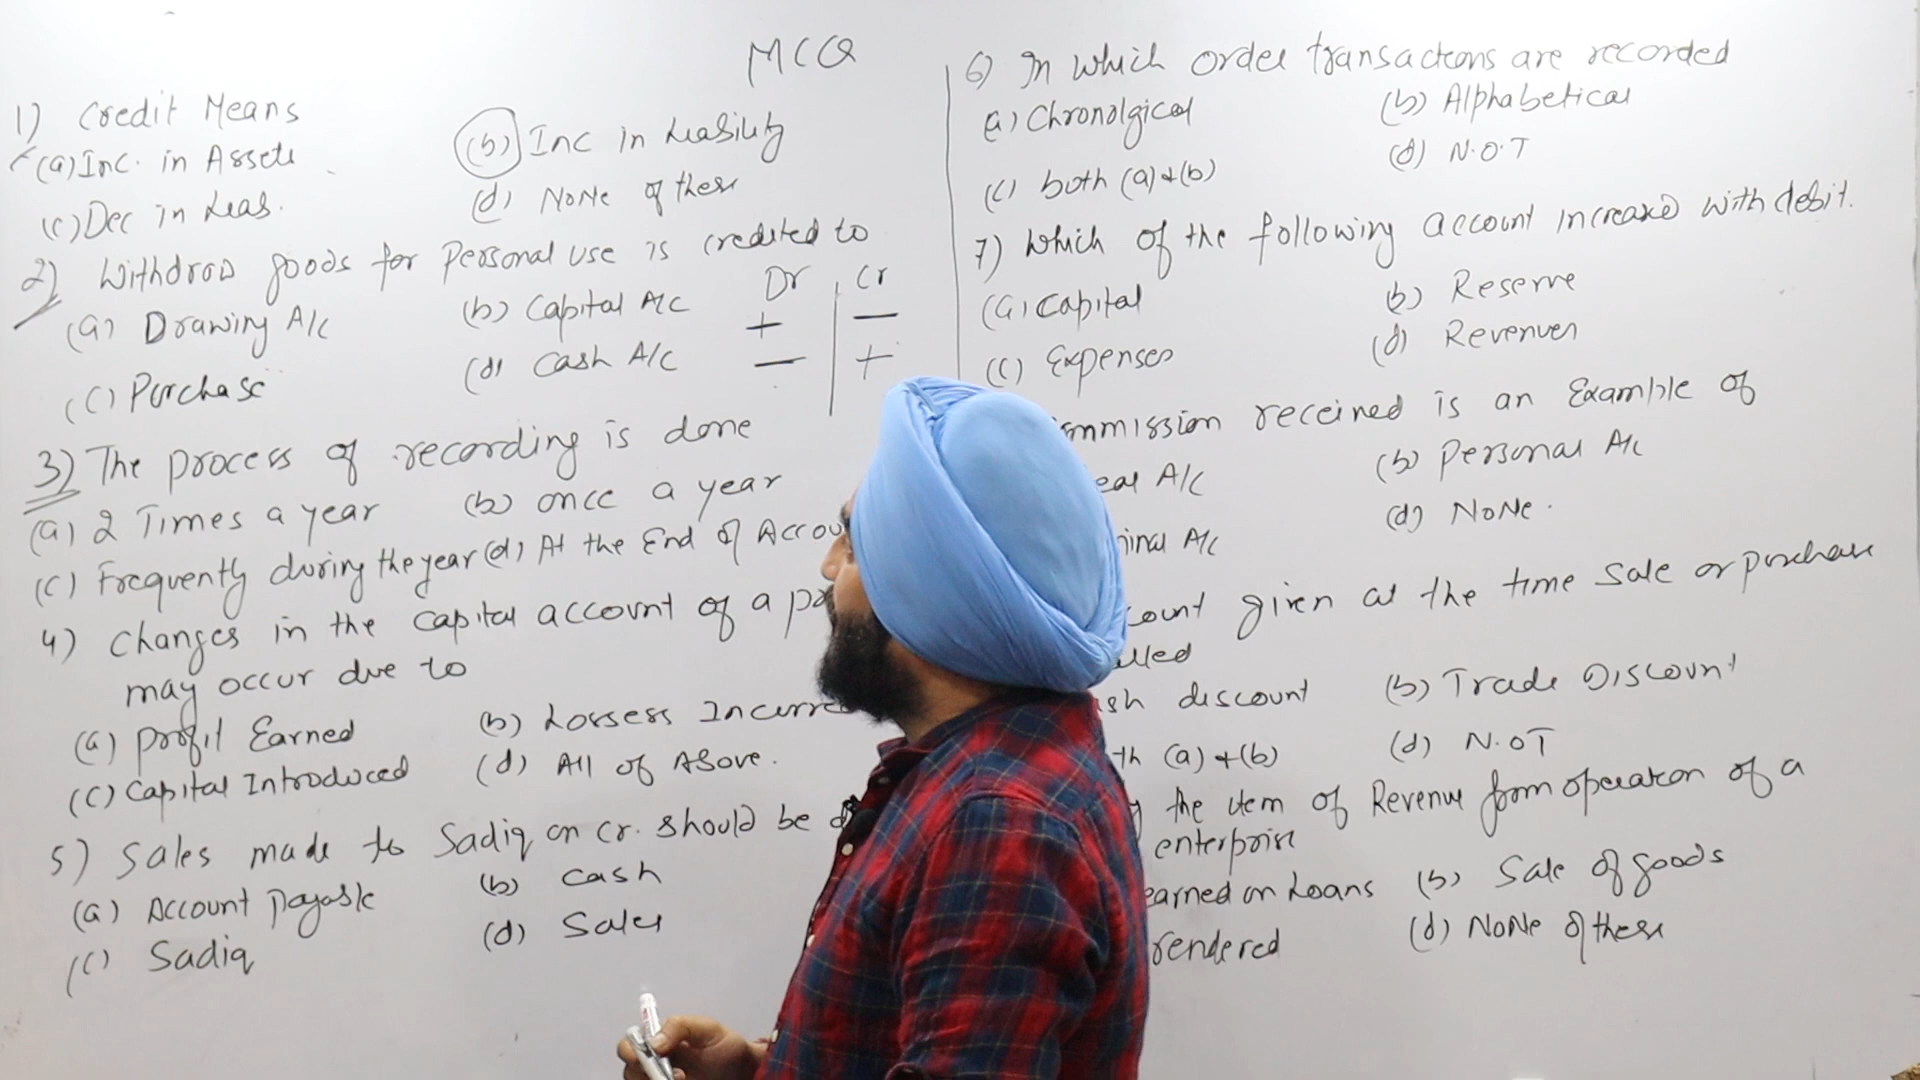 MCQ
1) Credit Means
(a) Inc. in Assets (b) Inc in Leability
(c) Dec in Leas. (d) NoNe of these
2) Withdraw goods for Personal use is credited to
(a) Drawing A/c (b) Capital A/c
(c) Purchase (d) Cash A/c
Dr Cr
+ −
− +
3) The process of recording is done
(a) 2 Times a year (b) once a year
(c) Frequently during the year (d) At the End of Accou
4) Changes in the capital account of a
may occur due to
(a) Profit Earned (b) Lossess Incurre
(c) Capital Introduced (d) All of Above.
5) Sales made to Sadiq on cr. should be d
(a) Account Payable (b) Cash
(c) Sadiq (d) Sales
6) In which order transactions are recorded
(a) Chronolgical (b) Alphabetical
(c) both (a) & (b) (d) N.O.T
7) Which of the following account increased with debit.
(a) Capital (b) Reserve
(c) Expenses (d) Revenues
mmission received is an Example of
eal A/c (b) Personal A/c
inal A/c (d) NoNe.
count given at the time sale or purchase
alled
sh discount (b) Trade Discount
th (a) & (b) (d) N.OT
the item of Revenue from operation of a
enterprise
earned on Loans (b) Sale of goods
rendered (d) NoNe of these